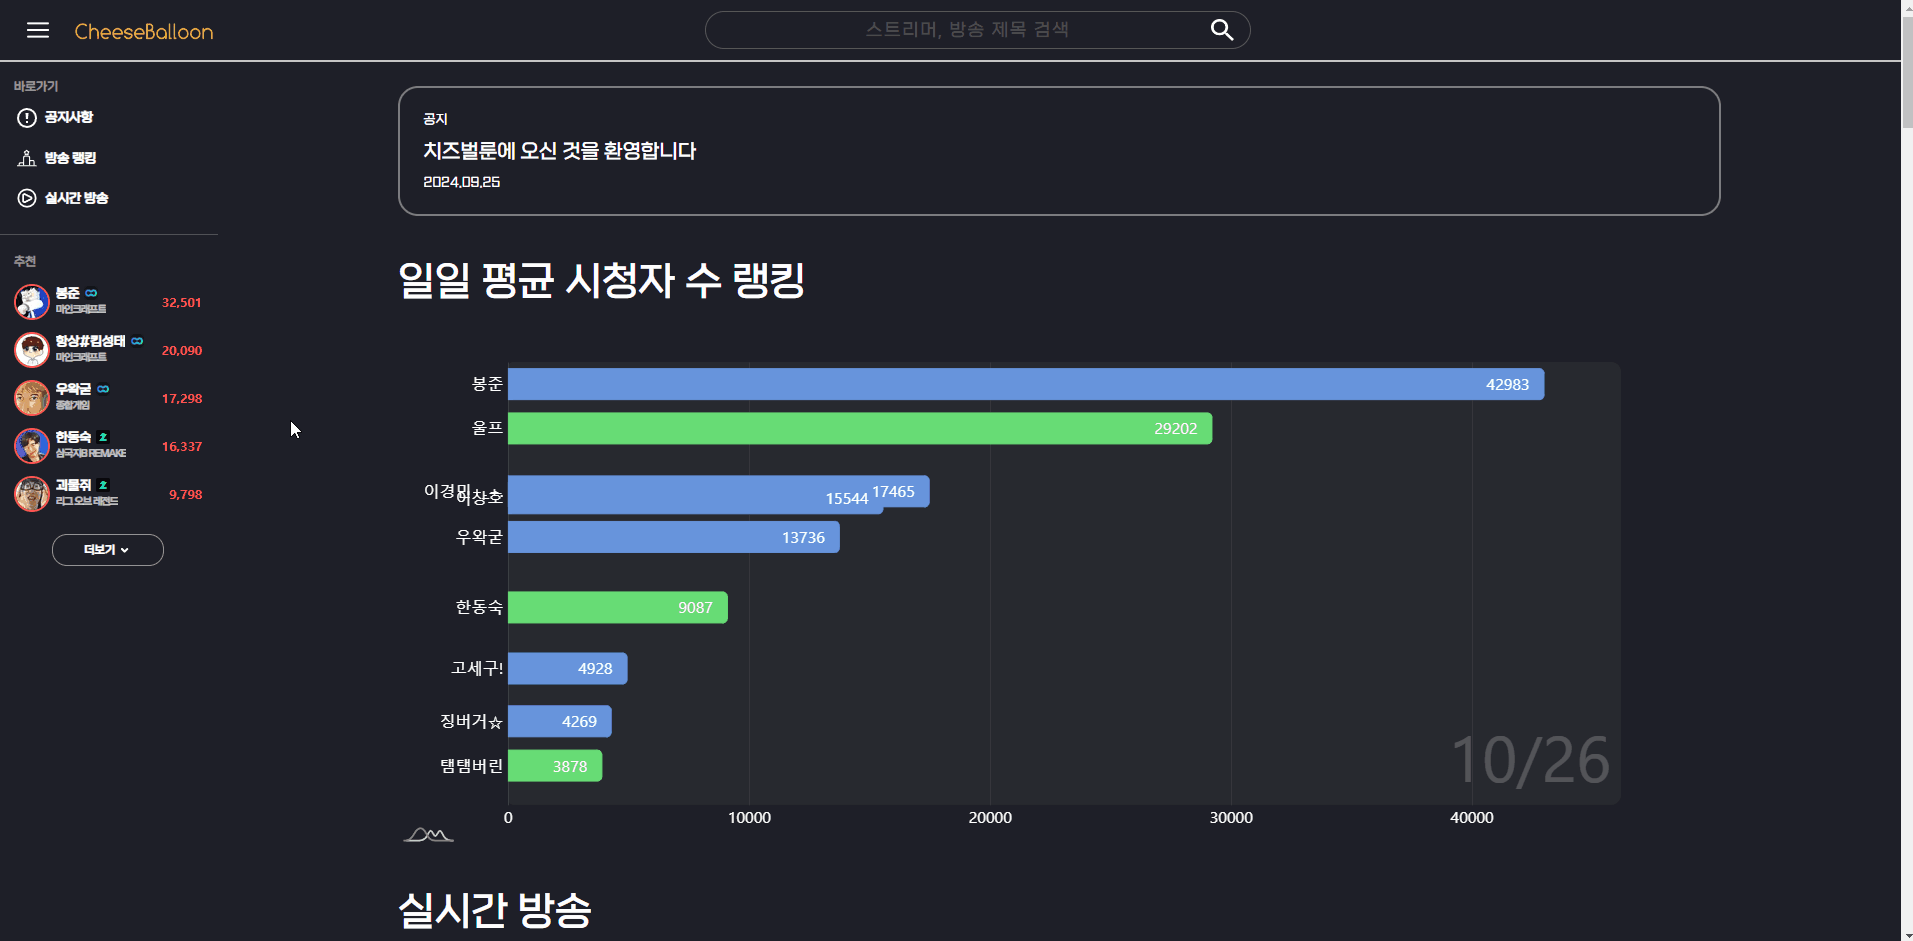 CheeseBalloon
스트리머, 방송 제목 검색
바로가기
공지사항
방송 랭킹
실시간 방송
추천
봉준
마인크래프트
32,501
항상#킴성태
마인크래프트
20,090
우왁굳
종합게임
17,298
한동숙
삼국지8 REMAKE
16,337
괴물쥐
리그 오브 레전드
9,798
더보기
공지
치즈벌룬에 오신 것을 환영합니다
2024.09.25
일일 평균 시청자 수 랭킹
봉준 42983
울프 29202
17465
이창호 15544
우왁굳 13736
한동숙 9087
고세구! 4928
징버거☆ 4269
탬탬버린 3878
10/26
0 10000 20000 30000 40000
실시간 방송